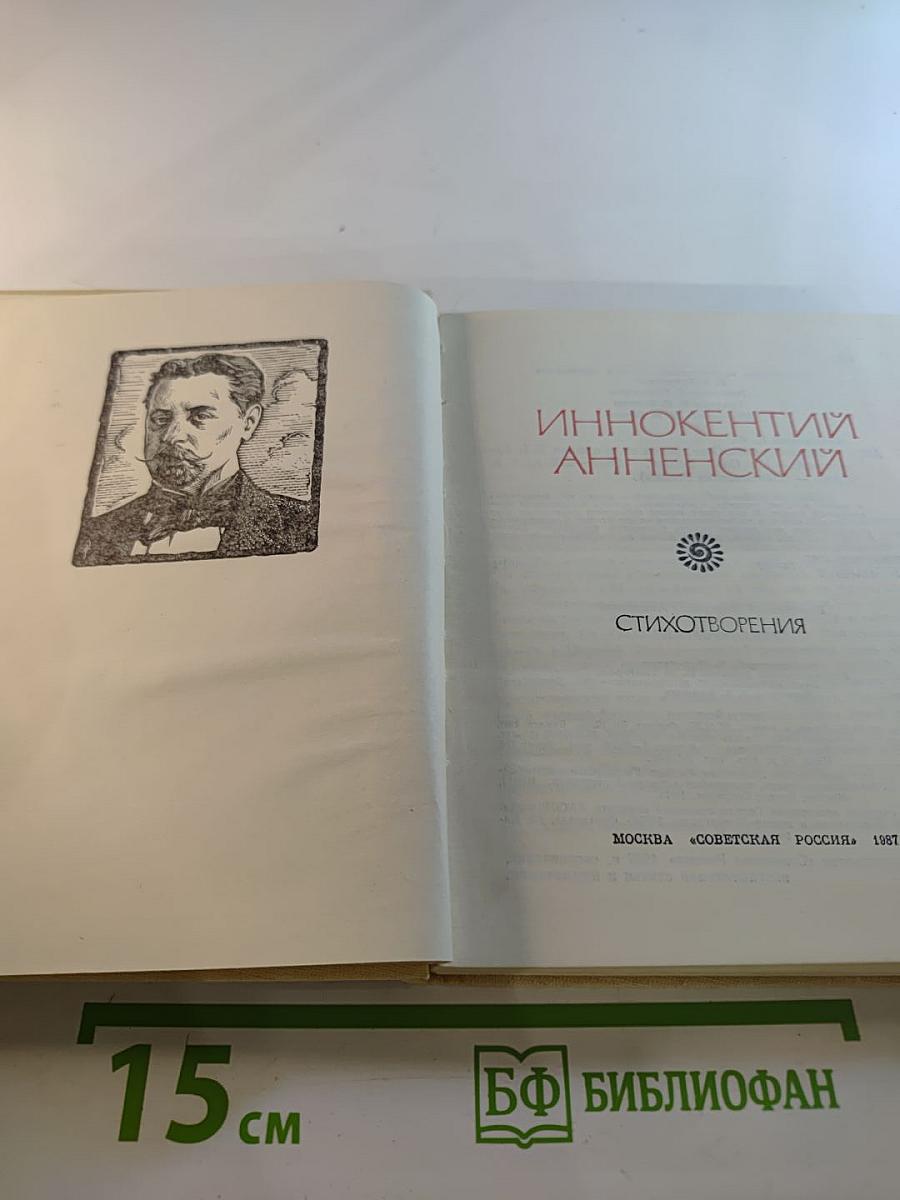 ИННОКЕНТИЙ
АННЕНСКИЙ
СТИХОТВОРЕНИЯ
МОСКВА «СОВЕТСКАЯ РОССИЯ» 1987
15 см
БФ БИБЛИОФАН